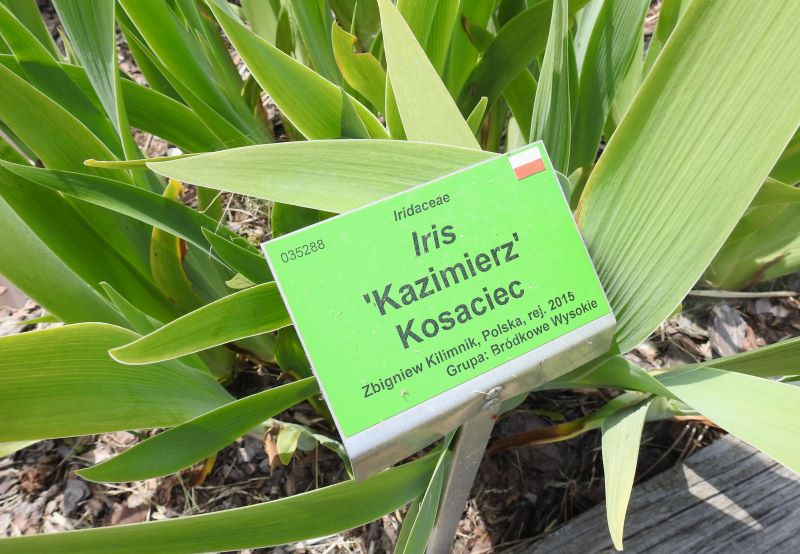 Iridaceae
035288
Iris
'Kazimierz'
Kosaciec
Zbigniew Kilimnik, Polska, rej. 2015
Grupa: Bródkowe Wysokie